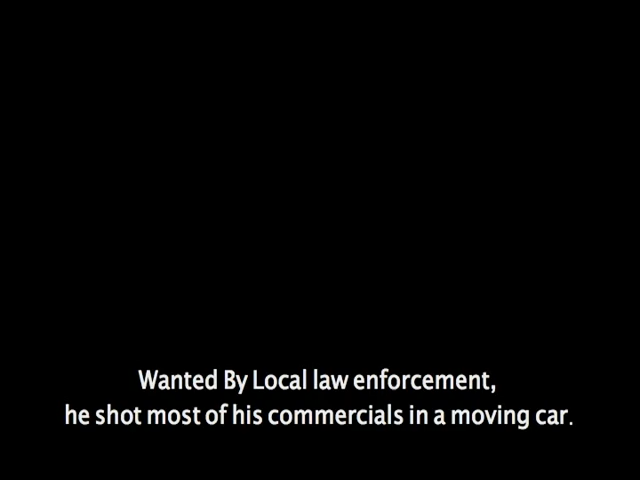 Wanted By Local law enforcement,
he shot most of his commercials in a moving car.